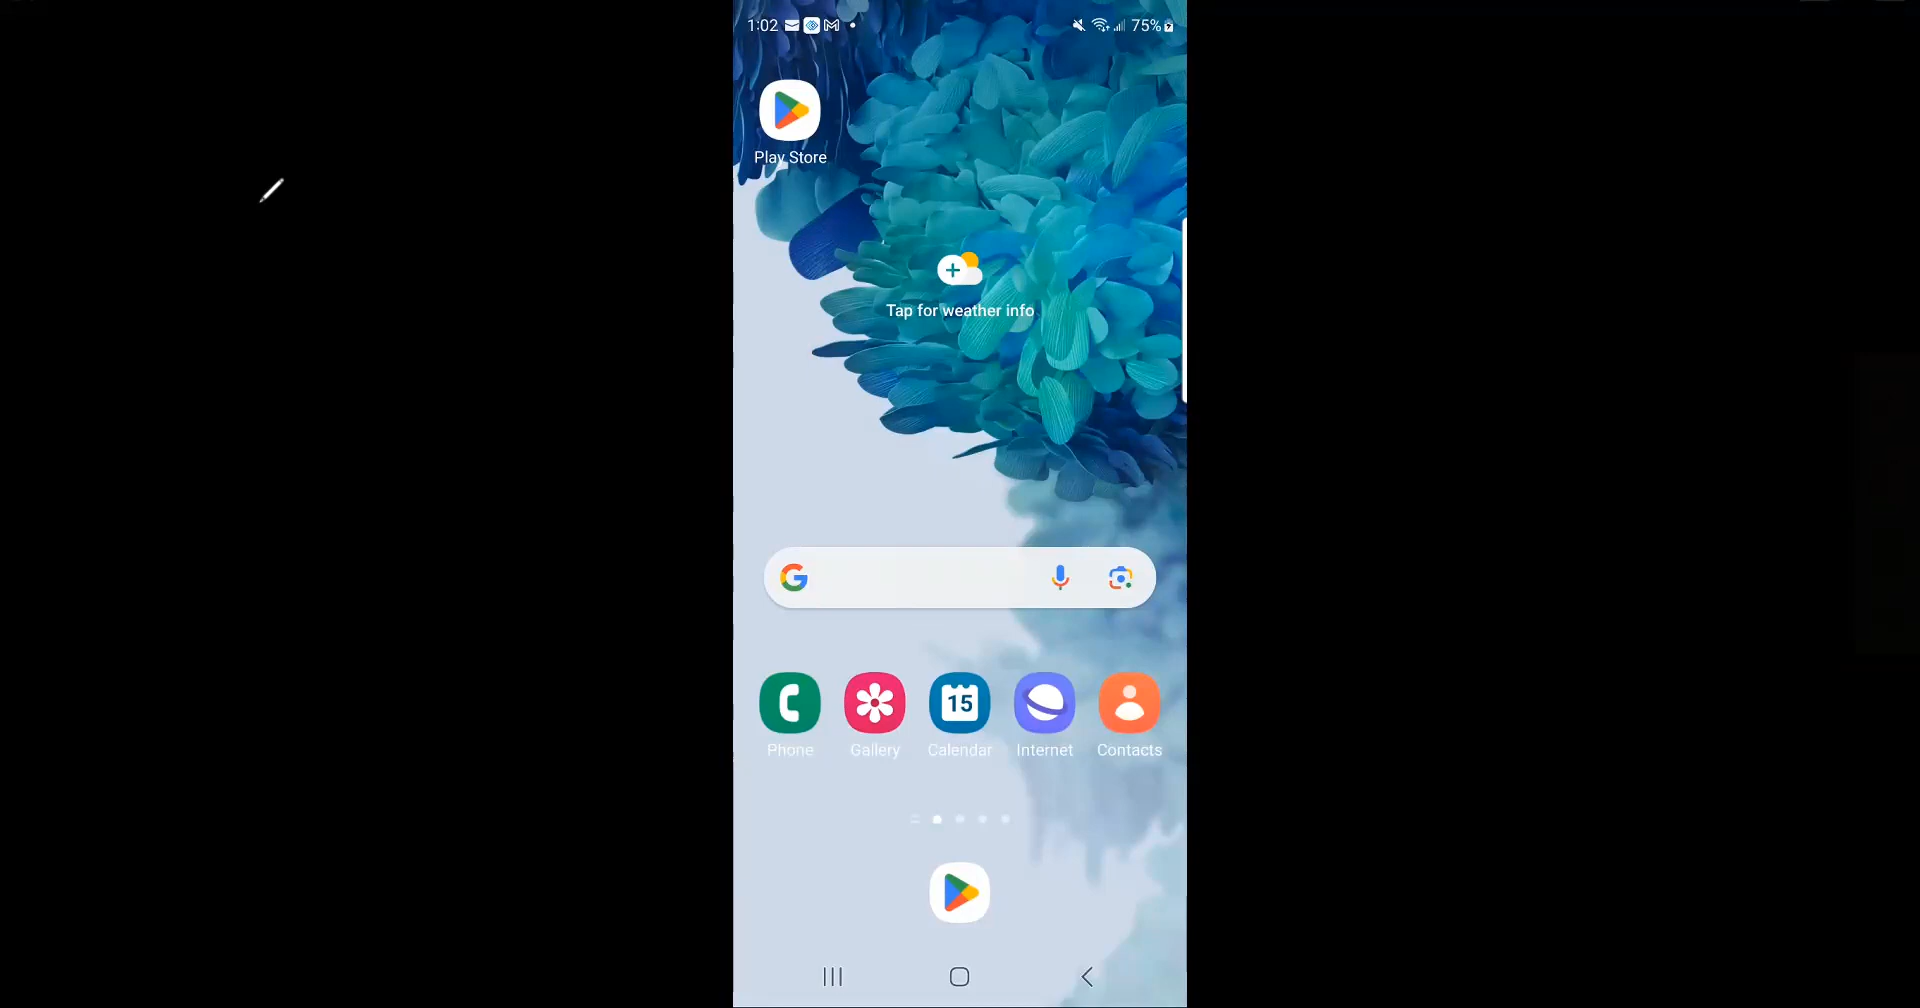 1:02 75%
Play Store
Tap for weather info
15
Phone Gallery Calendar Internet Contacts